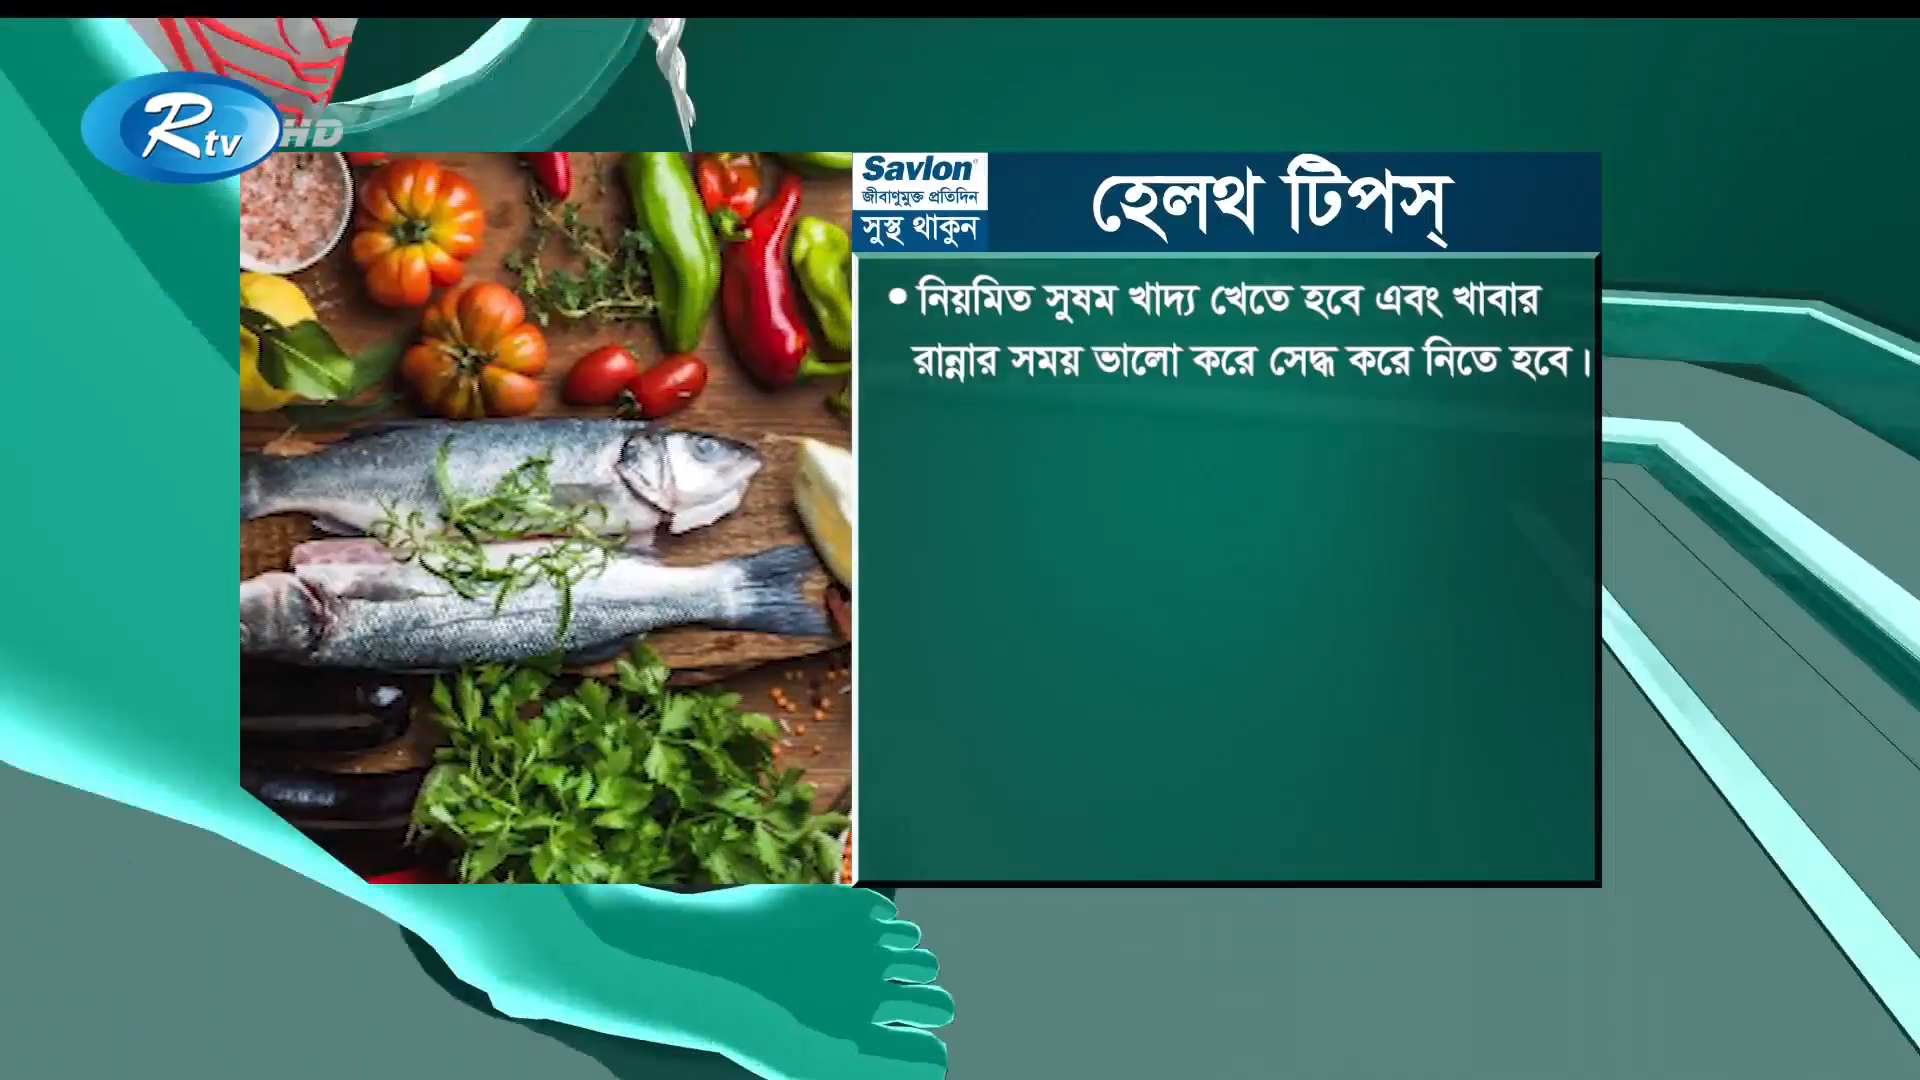 Rtv HD
Savlon
জীবাণুমুক্ত প্রতিদিন
সুস্থ থাকুন
হেলথ টিপস্
• নিয়মিত সুষম খাদ্য খেতে হবে এবং খাবার
রান্নার সময় ভালো করে সেদ্ধ করে নিতে হবে।